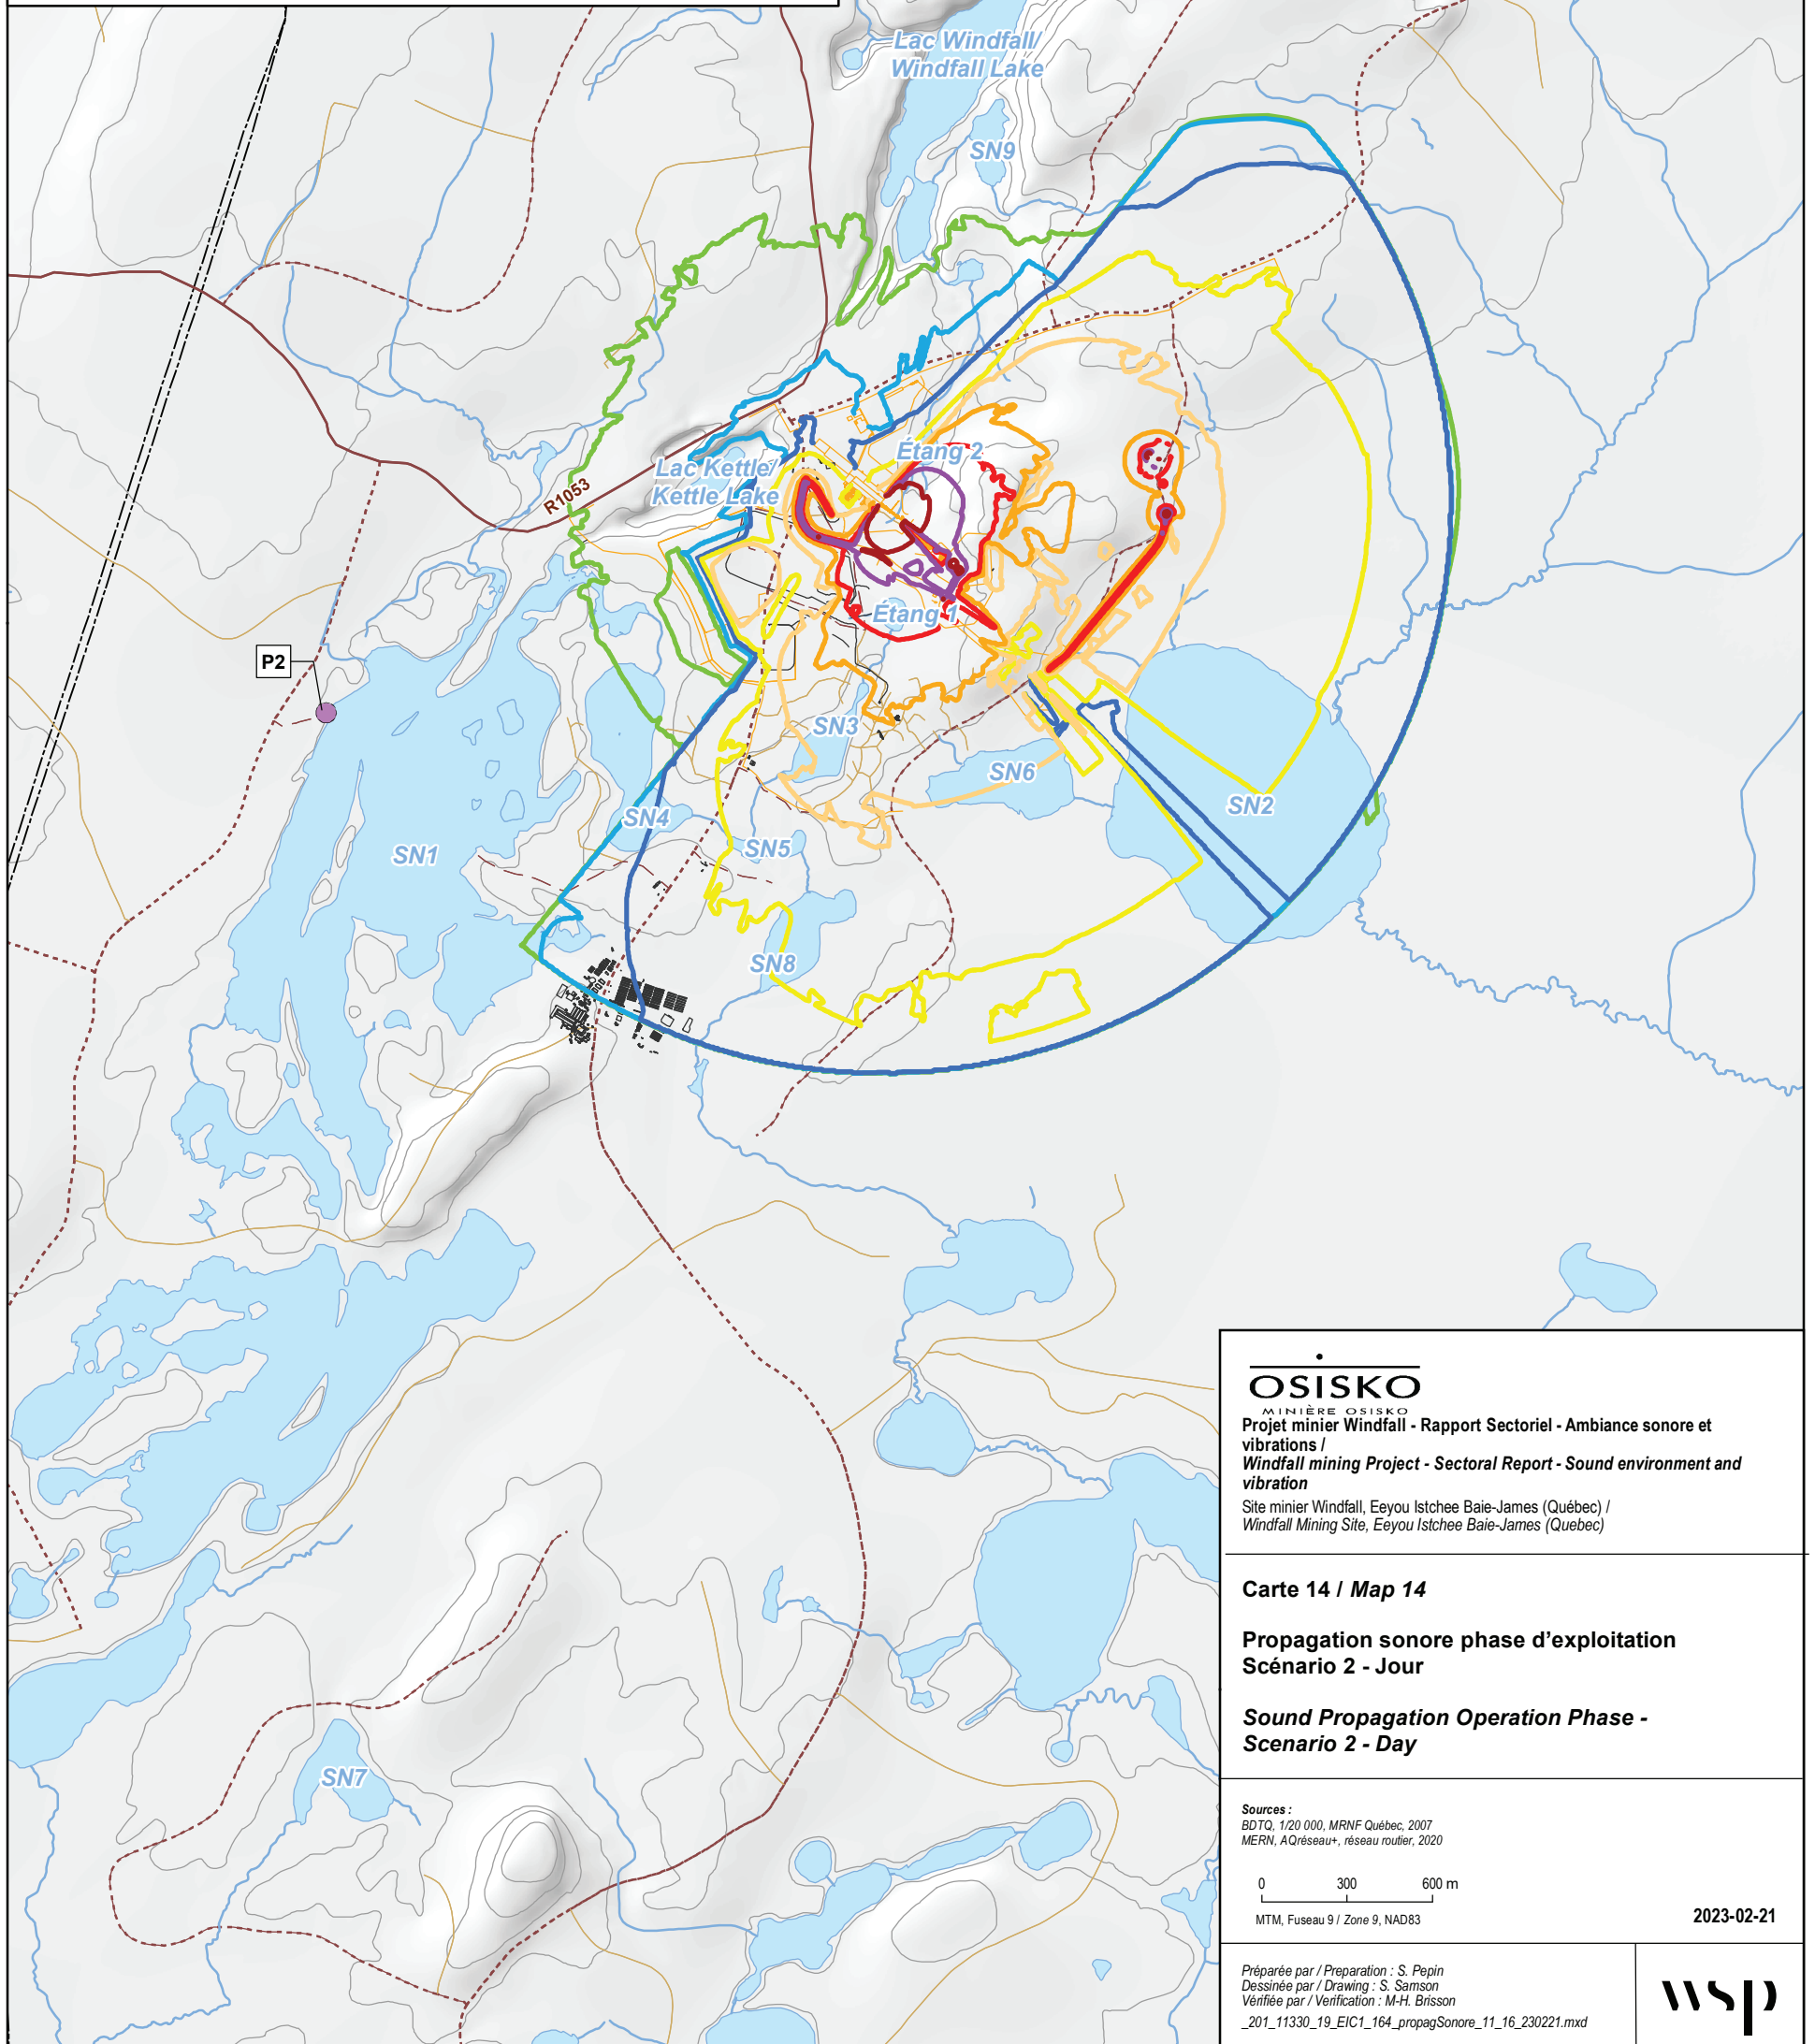 Lac Windfall/
Windfall Lake
SN9
Étang 2
Lac Kettle/
Kettle Lake
R1053
Étang 1
P2
SN3
SN6
SN2
SN4
SN5
SN1
SN8
SN7
OSISKO
MINIÈRE OSISKO
Projet minier Windfall - Rapport Sectoriel - Ambiance sonore et
vibrations /
Windfall mining Project - Sectoral Report - Sound environment and
vibration
Site minier Windfall, Eeyou Istchee Baie-James (Québec) /
Windfall Mining Site, Eeyou Istchee Baie-James (Quebec)
Carte 14 / Map 14
Propagation sonore phase d'exploitation
Scénario 2 - Jour
Sound Propagation Operation Phase -
Scenario 2 - Day
Sources :
BDTQ, 1/20 000, MRNF Québec, 2007
MERN, AQréseau+, réseau routier, 2020
0 300 600 m
MTM, Fuseau 9 / Zone 9, NAD83
2023-02-21
Préparée par / Preparation : S. Pepin
Dessinée par / Drawing : S. Samson
Vérifiée par / Verification : M-H. Brisson
_201_11330_19_EIC1_164_propagSonore_11_16_230221.mxd
wsp